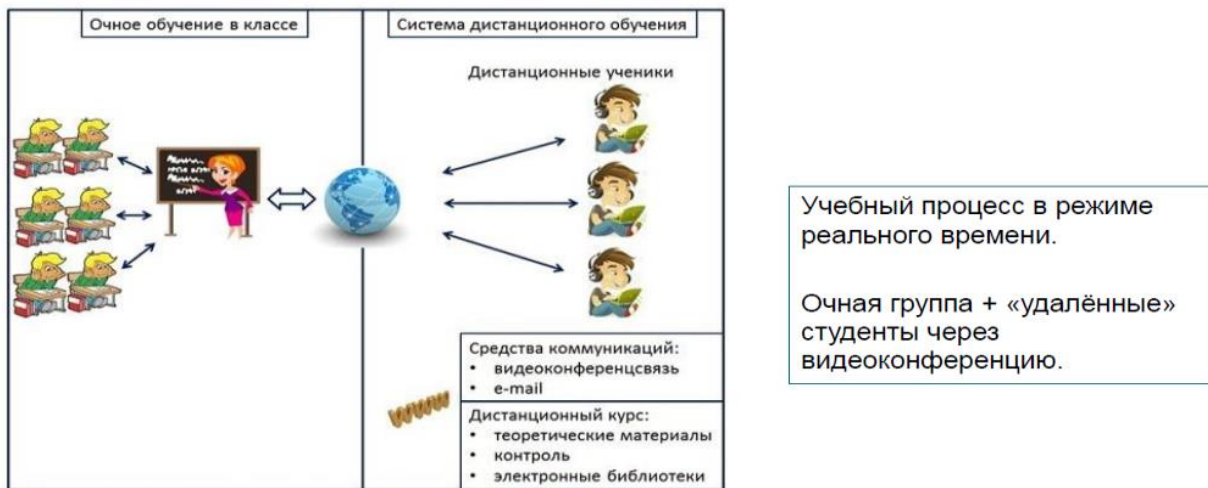 Очное обучение в классе
Система дистанционного обучения
Дистанционные ученики
Средства коммуникаций:
• видеоконференцсвязь
• e-mail
www
Дистанционный курс:
• теоретические материалы
• контроль
• электронные библиотеки
Учебный процесс в режиме
реального времени.
Очная группа + «удалённые»
студенты через
видеоконференцию.